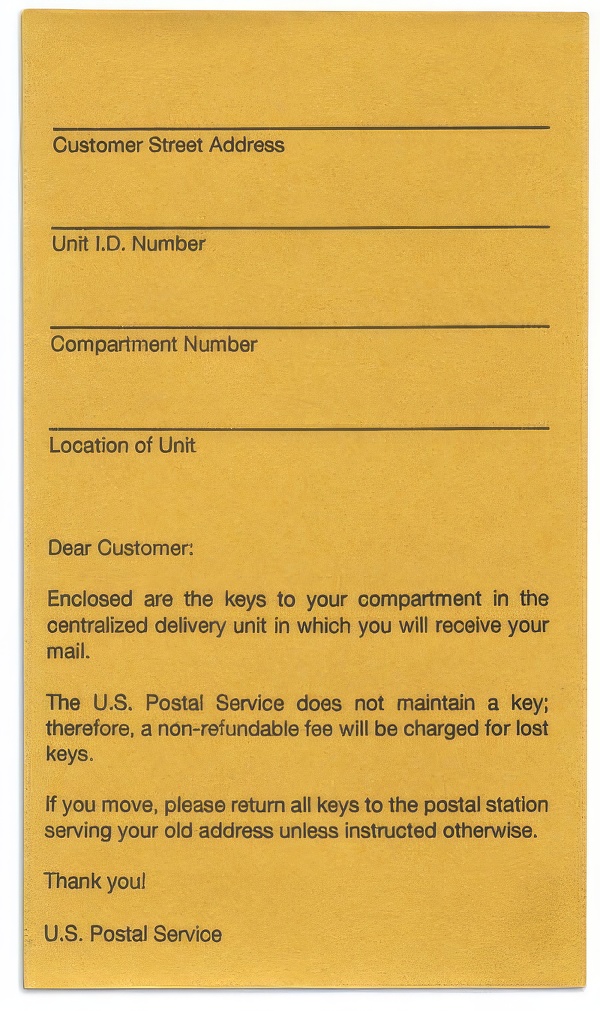 Customer Street Address
Unit I.D. Number
Compartment Number
Location of Unit
Dear Customer:
Enclosed are the keys to your compartment in the
centralized delivery unit in which you will receive your
mail.
The U.S. Postal Service does not maintain a key;
therefore, a non-refundable fee will be charged for lost
keys.
If you move, please return all keys to the postal station
serving your old address unless instructed otherwise.
Thank you!
U.S. Postal Service